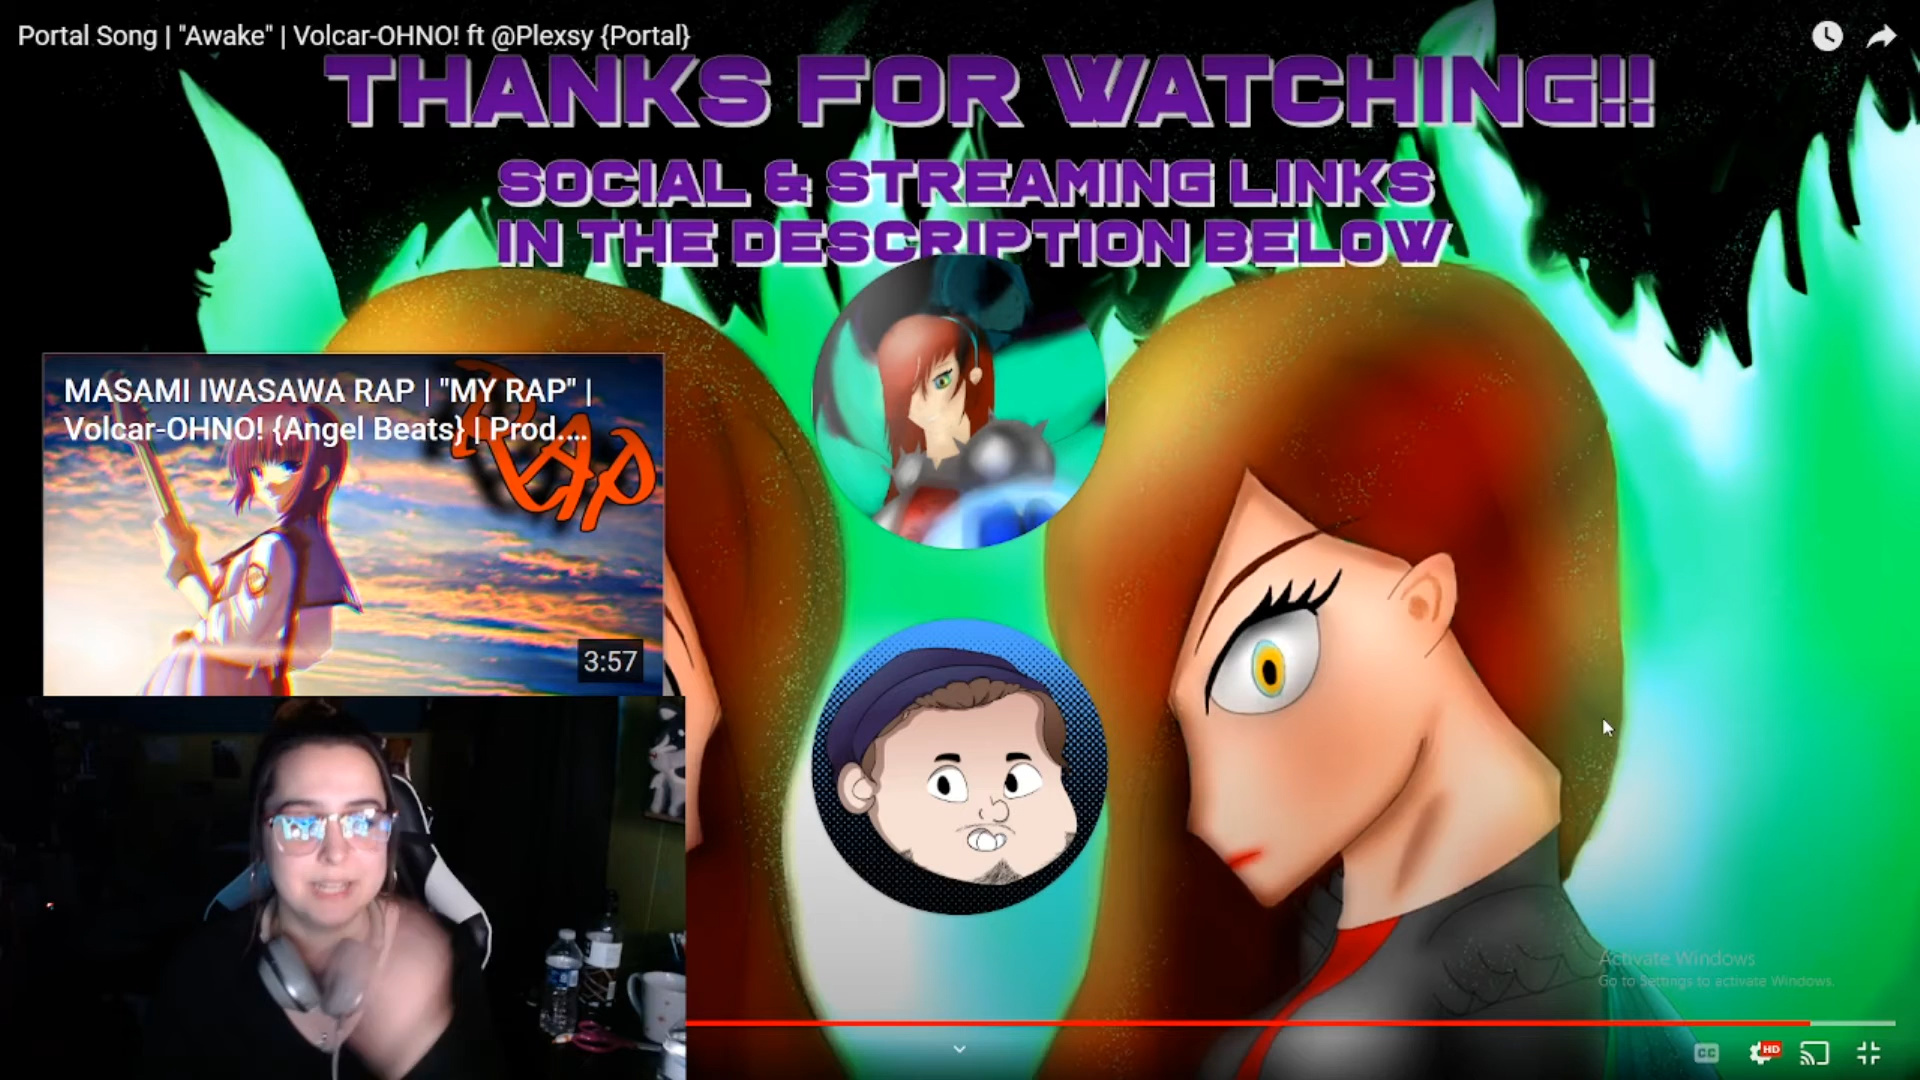 Portal Song | "Awake" | Volcar-OHNO! ft @Plexsy {Portal}
THANKS FOR WATCHING!!
SOCIAL & STREAMING LINKS
IN THE DESCRIPTION BELOW
MASAMI IWASAWA RAP | "MY RAP" |
Volcar-OHNO! {Angel Beats} | Prod....
RAP
3:57
Activate Windows
Go to Settings to activate Windows.
CC
HD